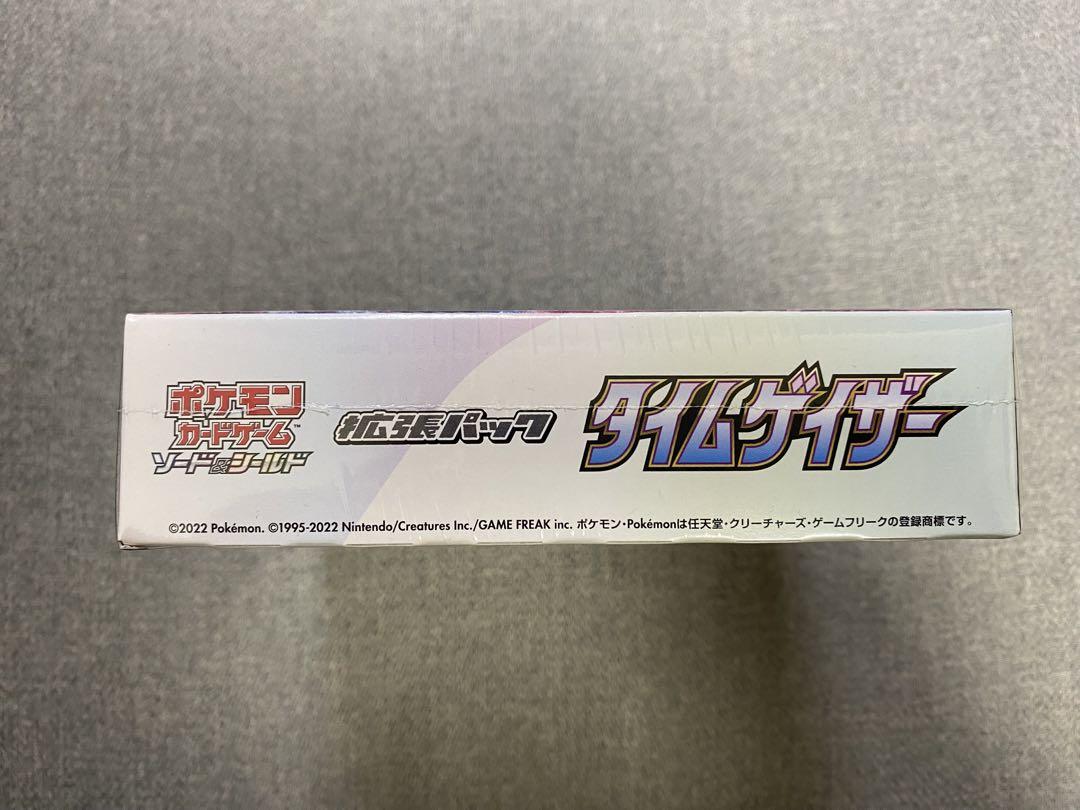 ポケモン
カードゲーム™
ソード&シールド
拡張パック
タイムゲイザー
©2022 Pokémon. ©1995-2022 Nintendo/Creatures Inc./GAME FREAK inc. ポケモン・Pokémonは任天堂・クリーチャーズ・ゲームフリークの登録商標です。